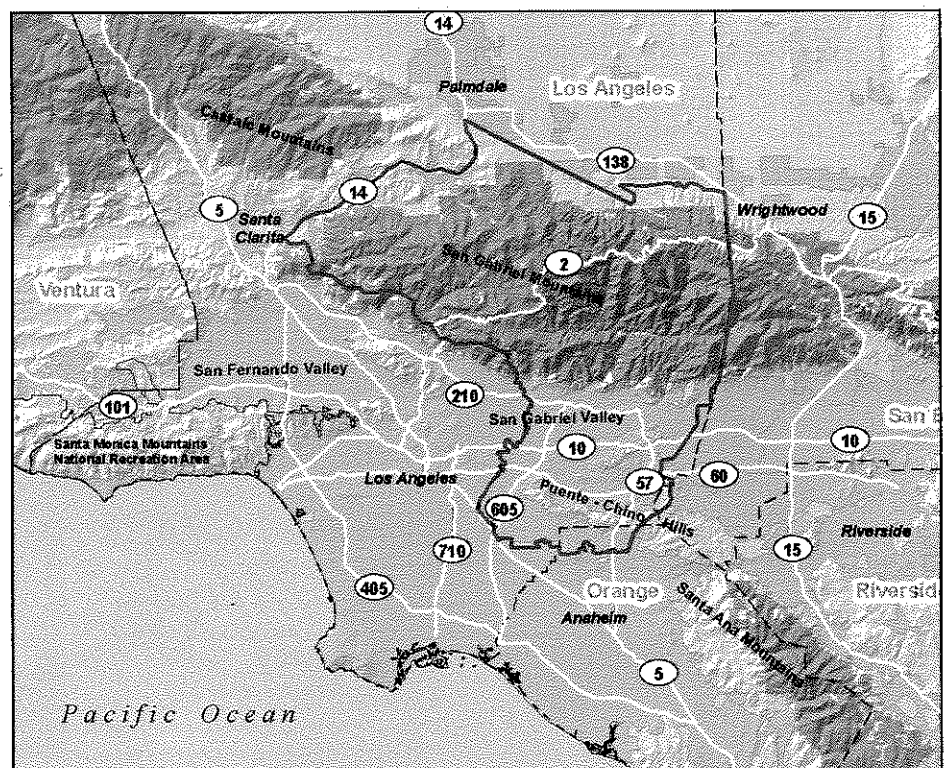 14
Palmdale
Los Angeles
Castaic Mountains
138
14
5
Santa
Clarita
Wrightwood
15
2
San Gabriel Mountains
Ventura
San Fernando Valley
101
210
San Gabriel Valley
San B
Santa Monica Mountains
National Recreation Area
10
10
Los Angeles
57
60
605
Puente - Chino Hills
Riverside
710
15
405
Orange
Riversid
Anaheim
Santa Ana Mountains
5
Pacific Ocean